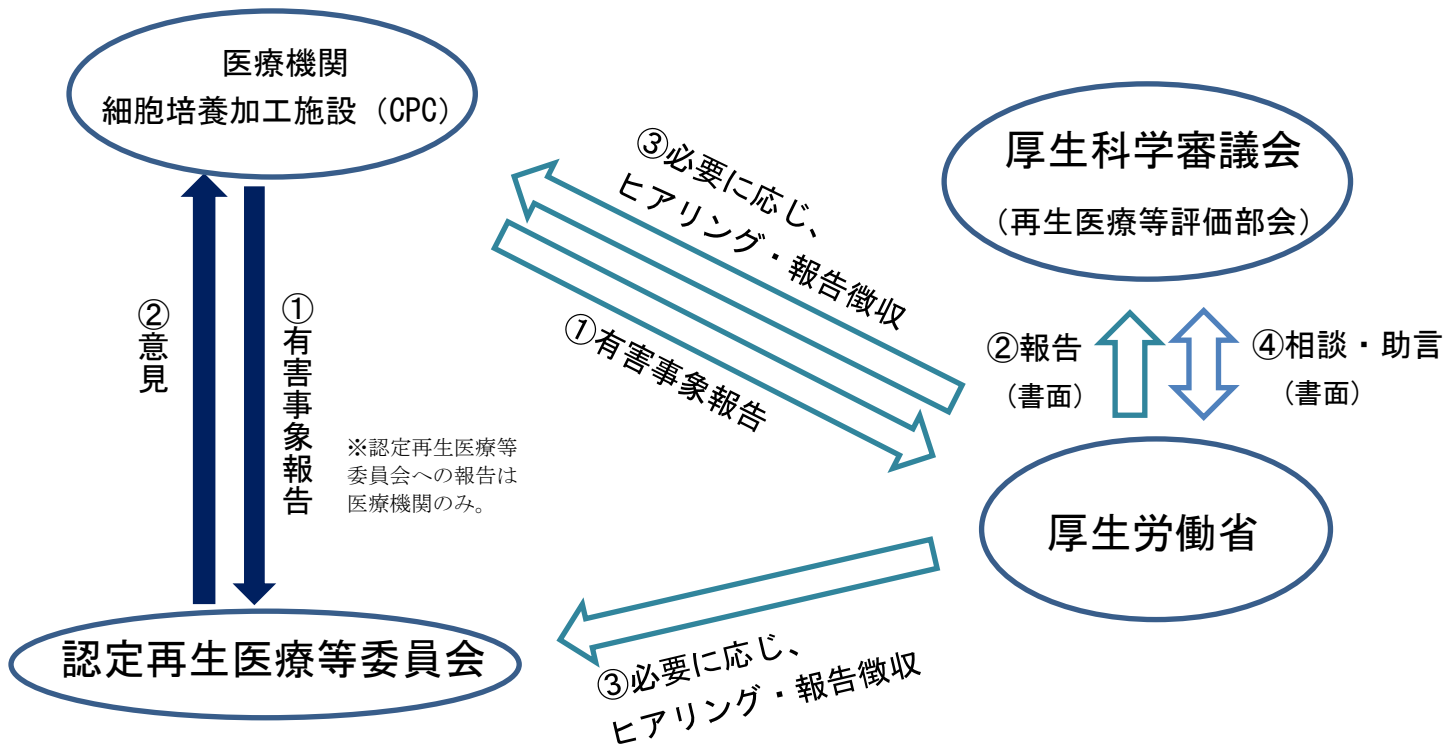 医療機関
細胞培養加工施設（CPC）
厚生科学審議会
（再生医療等評価部会）
③必要に応じ、
ヒアリング・報告徴収
①有害事象報告
②意見
①有害事象報告
※認定再生医療等
委員会への報告は
医療機関のみ。
②報告
（書面）
④相談・助言
（書面）
厚生労働省
認定再生医療等委員会
③必要に応じ、
ヒアリング・報告徴収